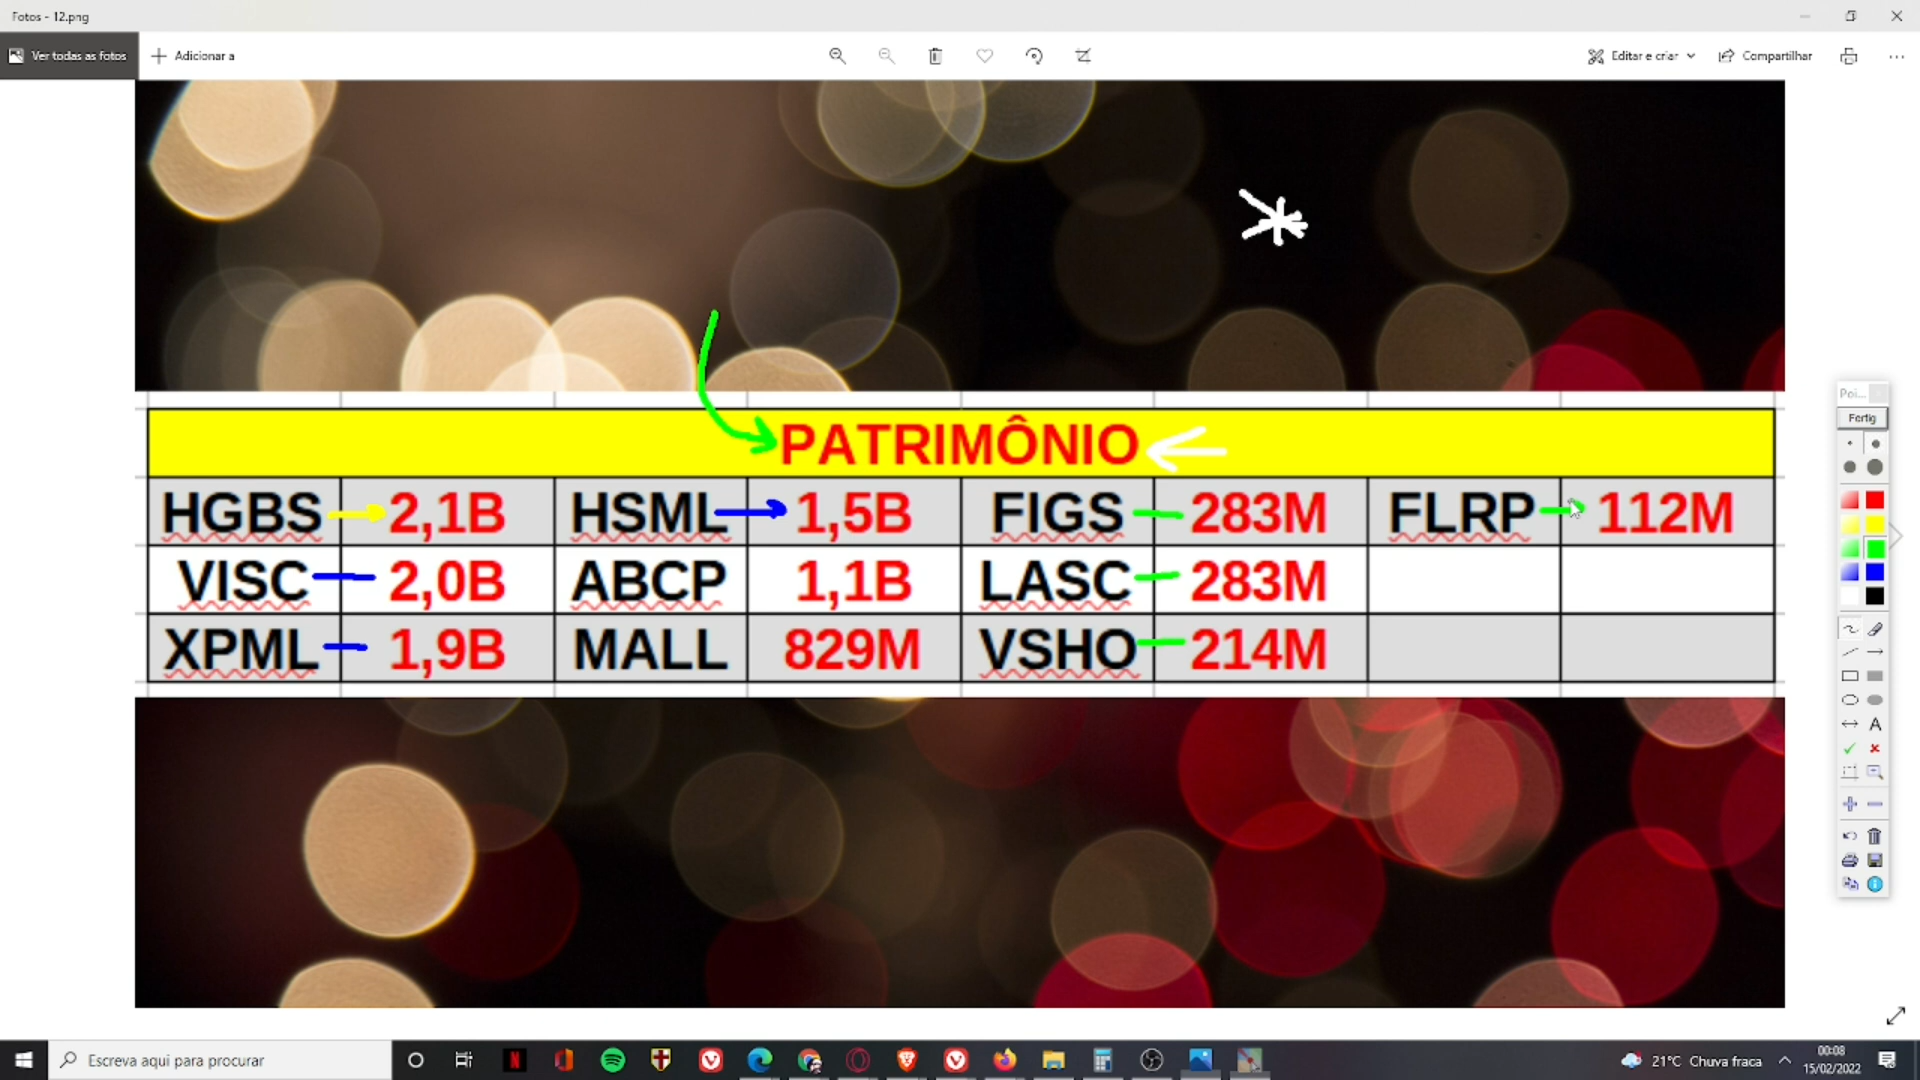 Fotos - 12.png
Ver todas as fotos
Adicionar a
Editar e criar
Compartilhar
PATRIMÔNIO
HGBS 2,1B HSML 1,5B FIGS 283M FLRP 112M
VISC 2,0B ABCP 1,1B LASC 283M
XPML 1,9B MALL 829M VSHO 214M
Poi...
Fertig
A
Escreva aqui para procurar
21°C Chuva fraca
00:08
15/02/2022